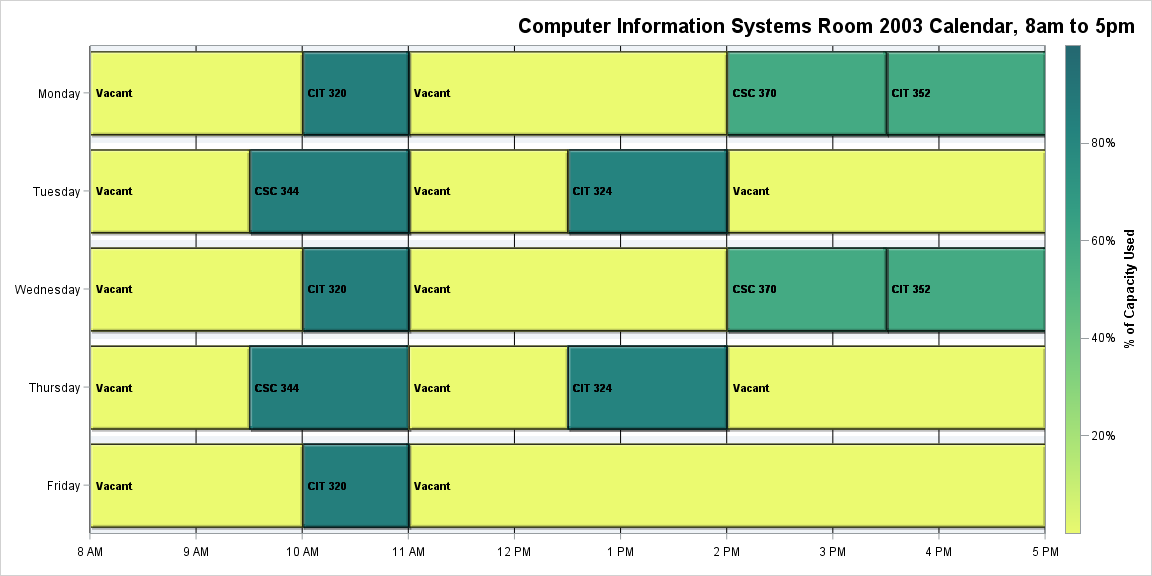 Computer Information Systems Room 2003 Calendar, 8am to 5pm
Monday
Vacant
CIT 320
Vacant
CSC 370
CIT 352
Tuesday
Vacant
CSC 344
Vacant
CIT 324
Vacant
Wednesday
Vacant
CIT 320
Vacant
CSC 370
CIT 352
Thursday
Vacant
CSC 344
Vacant
CIT 324
Vacant
Friday
Vacant
CIT 320
Vacant
8 AM
9 AM
10 AM
11 AM
12 PM
1 PM
2 PM
3 PM
4 PM
5 PM
80%
60%
40%
20%
% of Capacity Used